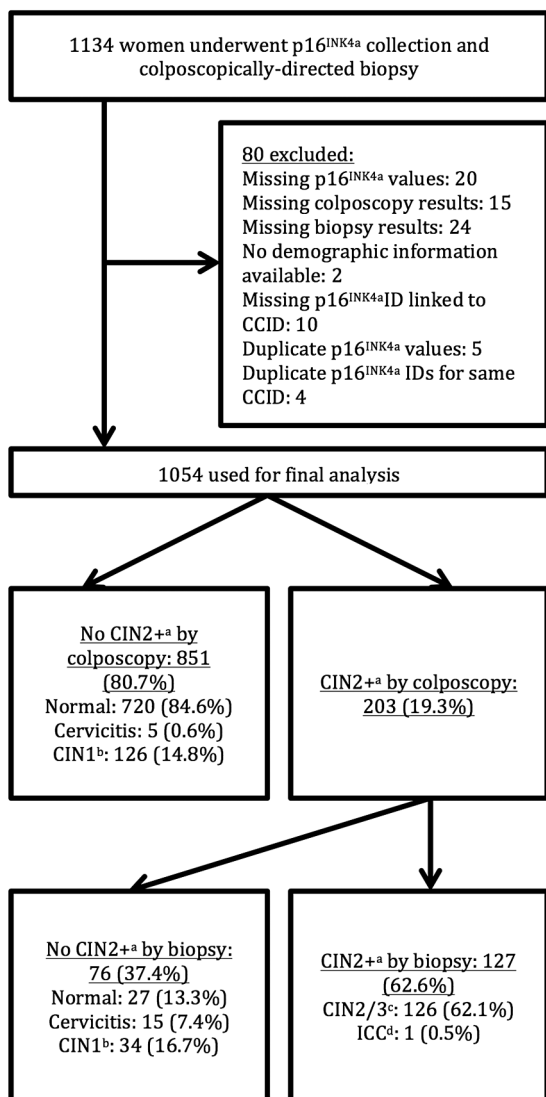 1134 women underwent p16ᴵᴺᴷ⁴ᵃ collection and
colposcopically-directed biopsy
80 excluded:
Missing p16ᴵᴺᴷ⁴ᵃ values: 20
Missing colposcopy results: 15
Missing biopsy results: 24
No demographic information
available: 2
Missing p16ᴵᴺᴷ⁴ᵃID linked to
CCID: 10
Duplicate p16ᴵᴺᴷ⁴ᵃ values: 5
Duplicate p16ᴵᴺᴷ⁴ᵃ IDs for same
CCID: 4
1054 used for final analysis
No CIN2+ᵃ by
colposcopy: 851
(80.7%)
Normal: 720 (84.6%)
Cervicitis: 5 (0.6%)
CIN1ᵇ: 126 (14.8%)
CIN2+ᵃ by colposcopy:
203 (19.3%)
No CIN2+ᵃ by biopsy:
76 (37.4%)
Normal: 27 (13.3%)
Cervicitis: 15 (7.4%)
CIN1ᵇ: 34 (16.7%)
CIN2+ᵃ by biopsy: 127
(62.6%)
CIN2/3ᶜ: 126 (62.1%)
ICCᵈ: 1 (0.5%)